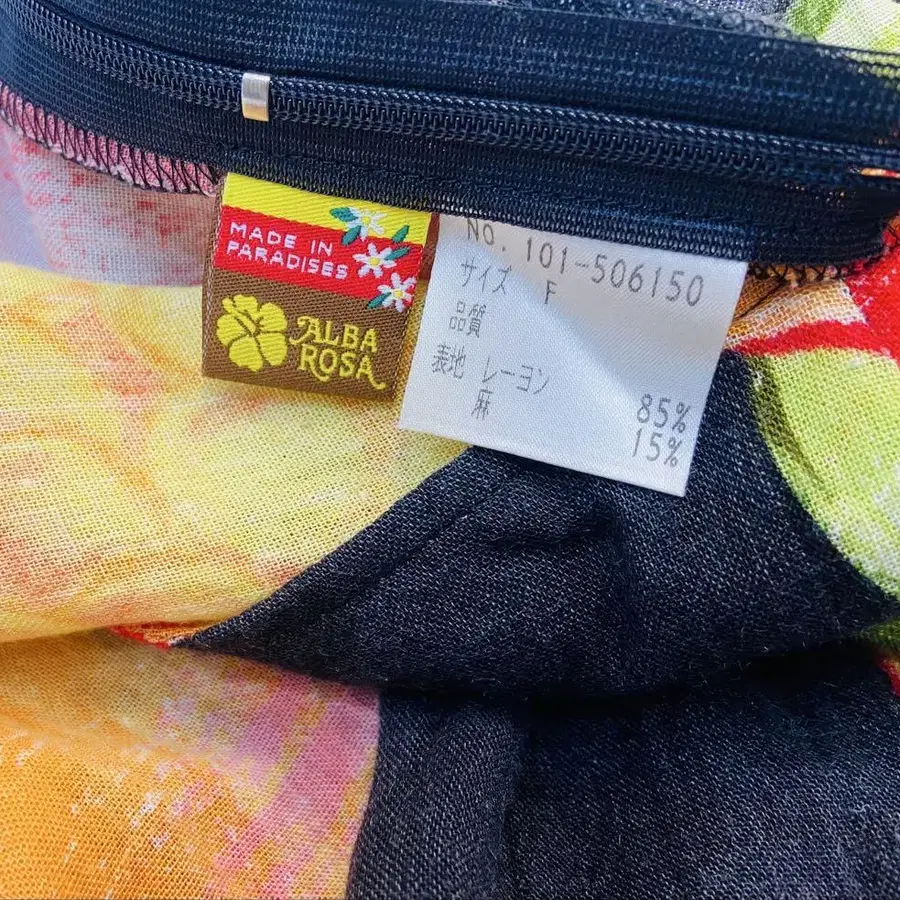 MADE IN
PARADISES
ALBA
ROSA
No. 101-506150
サイズ F
品質
表地 レーヨン 85%
麻 15%